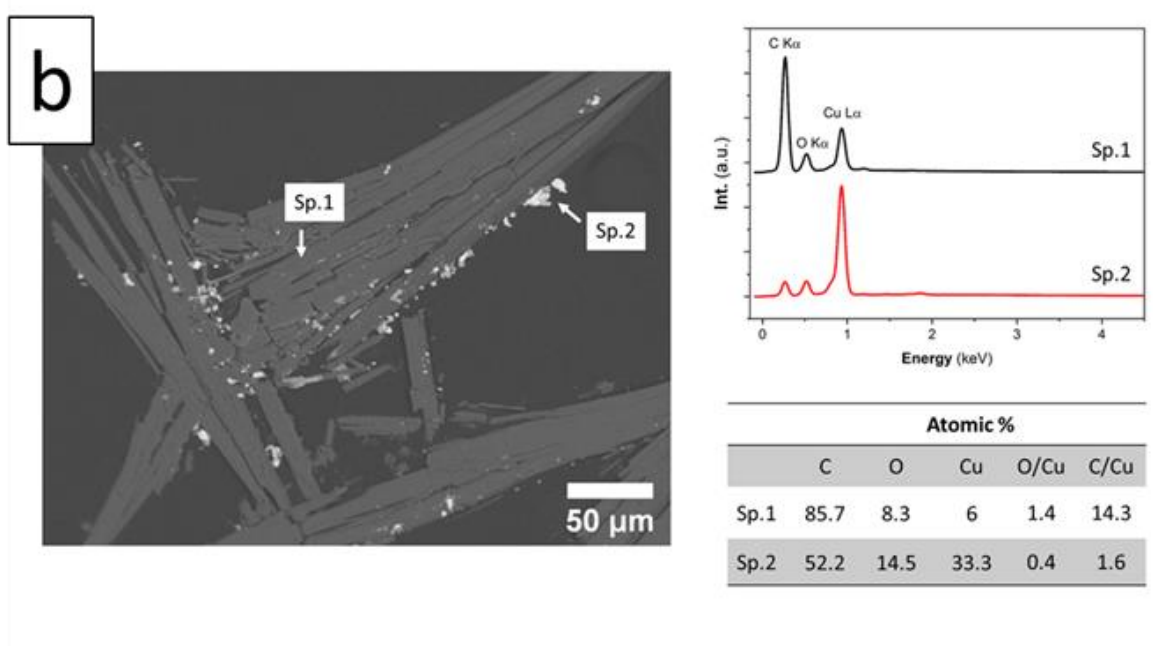 b
Sp.1
Sp.2
50 µm
C Kα
O Kα
Cu Lα
Sp.1
Sp.2
Int. (a.u.)
0 1 2 3 4
Energy (keV)
Atomic %
C O Cu O/Cu C/Cu
Sp.1 85.7 8.3 6 1.4 14.3
Sp.2 52.2 14.5 33.3 0.4 1.6